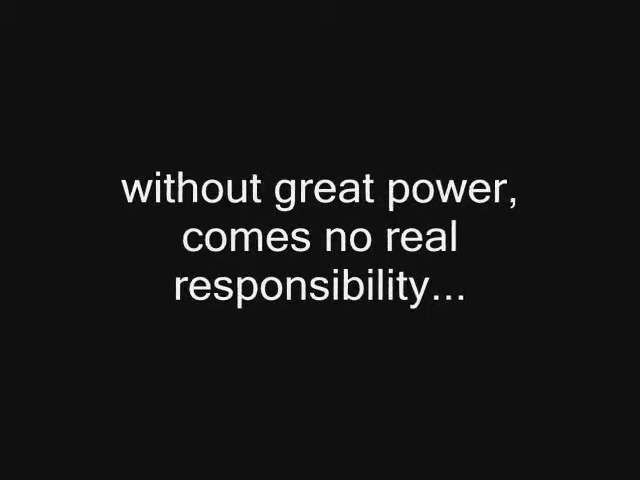 without great power,
comes no real
responsibility...